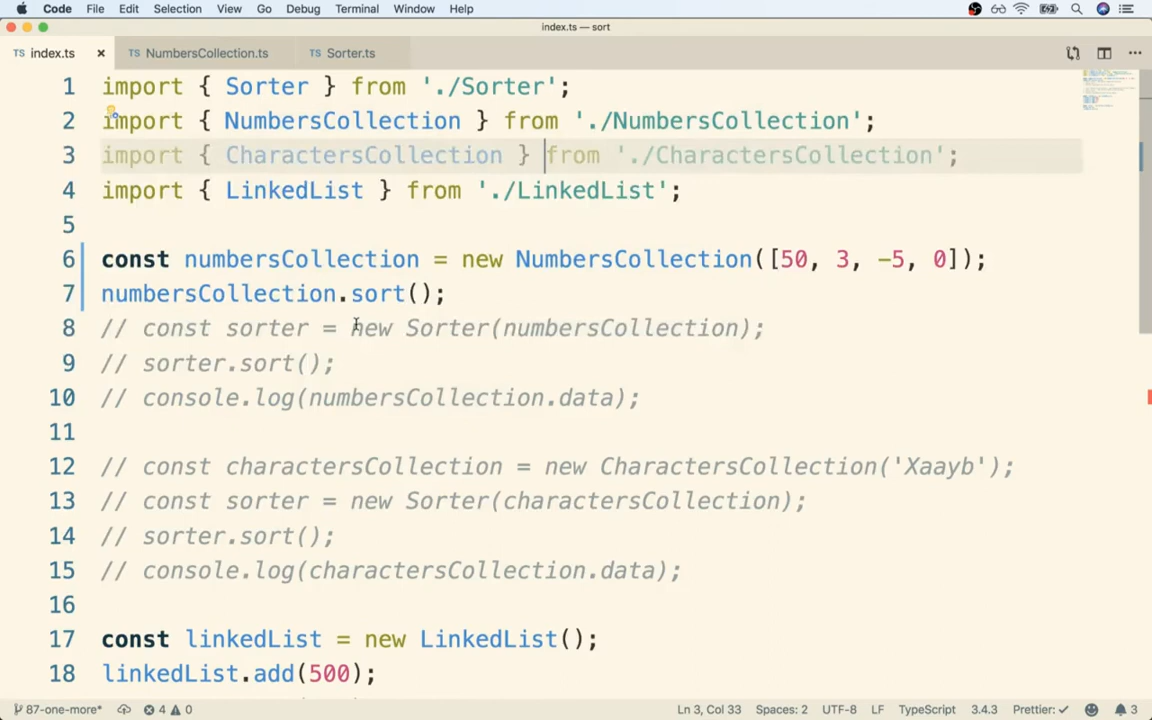 Code File Edit Selection View Go Debug Terminal Window Help
index.ts — sort
TS index.ts × TS NumbersCollection.ts TS Sorter.ts
1 import { Sorter } from './Sorter';
2 import { NumbersCollection } from './NumbersCollection';
3 import { CharactersCollection } from './CharactersCollection';
4 import { LinkedList } from './LinkedList';
5
6 const numbersCollection = new NumbersCollection([50, 3, -5, 0]);
7 numbersCollection.sort();
8 // const sorter = new Sorter(numbersCollection);
9 // sorter.sort();
10 // console.log(numbersCollection.data);
11
12 // const charactersCollection = new CharactersCollection('Xaayb');
13 // const sorter = new Sorter(charactersCollection);
14 // sorter.sort();
15 // console.log(charactersCollection.data);
16
17 const linkedList = new LinkedList();
18 linkedList.add(500);
87-one-more* 4 0 Ln 3, Col 33 Spaces: 2 UTF-8 LF TypeScript 3.4.3 Prettier: ✓ 3